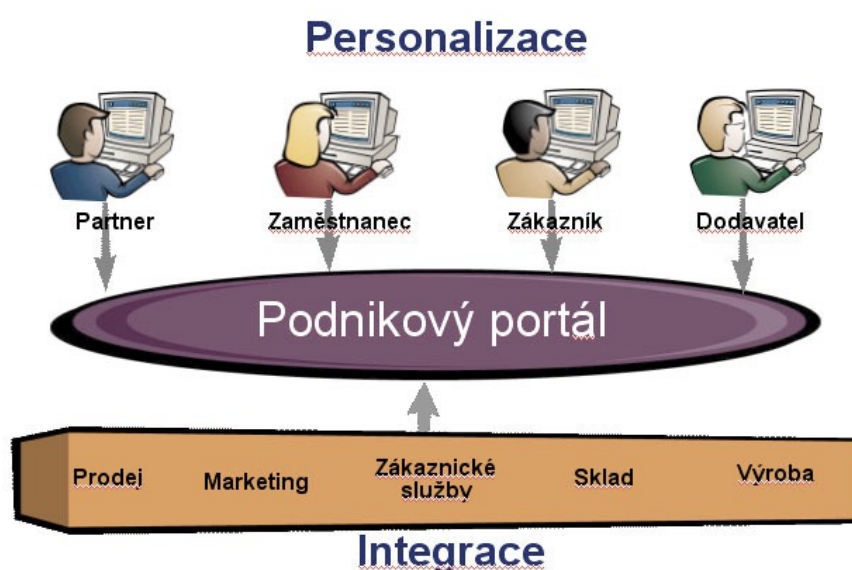 Personalizace
Partner Zaměstnanec Zákazník Dodavatel
Podnikový portál
Prodej Marketing Zákaznické služby Sklad Výroba
Integrace